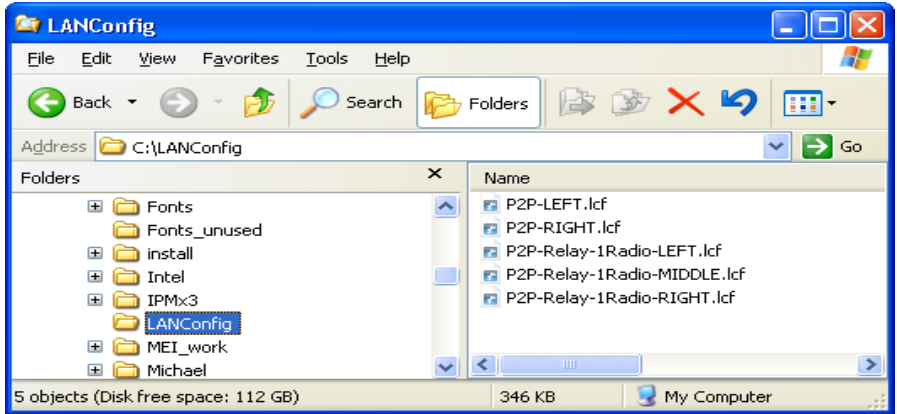 LANConfig
File Edit View Favorites Tools Help
Back Search Folders
Address C:\LANConfig Go
Folders × Name
Fonts
Fonts_unused
install
Intel
IPMx3
LANConfig
MEI_work
Michael
P2P-LEFT.lcf
P2P-RIGHT.lcf
P2P-Relay-1Radio-LEFT.lcf
P2P-Relay-1Radio-MIDDLE.lcf
P2P-Relay-1Radio-RIGHT.lcf
5 objects (Disk free space: 112 GB) 346 KB My Computer